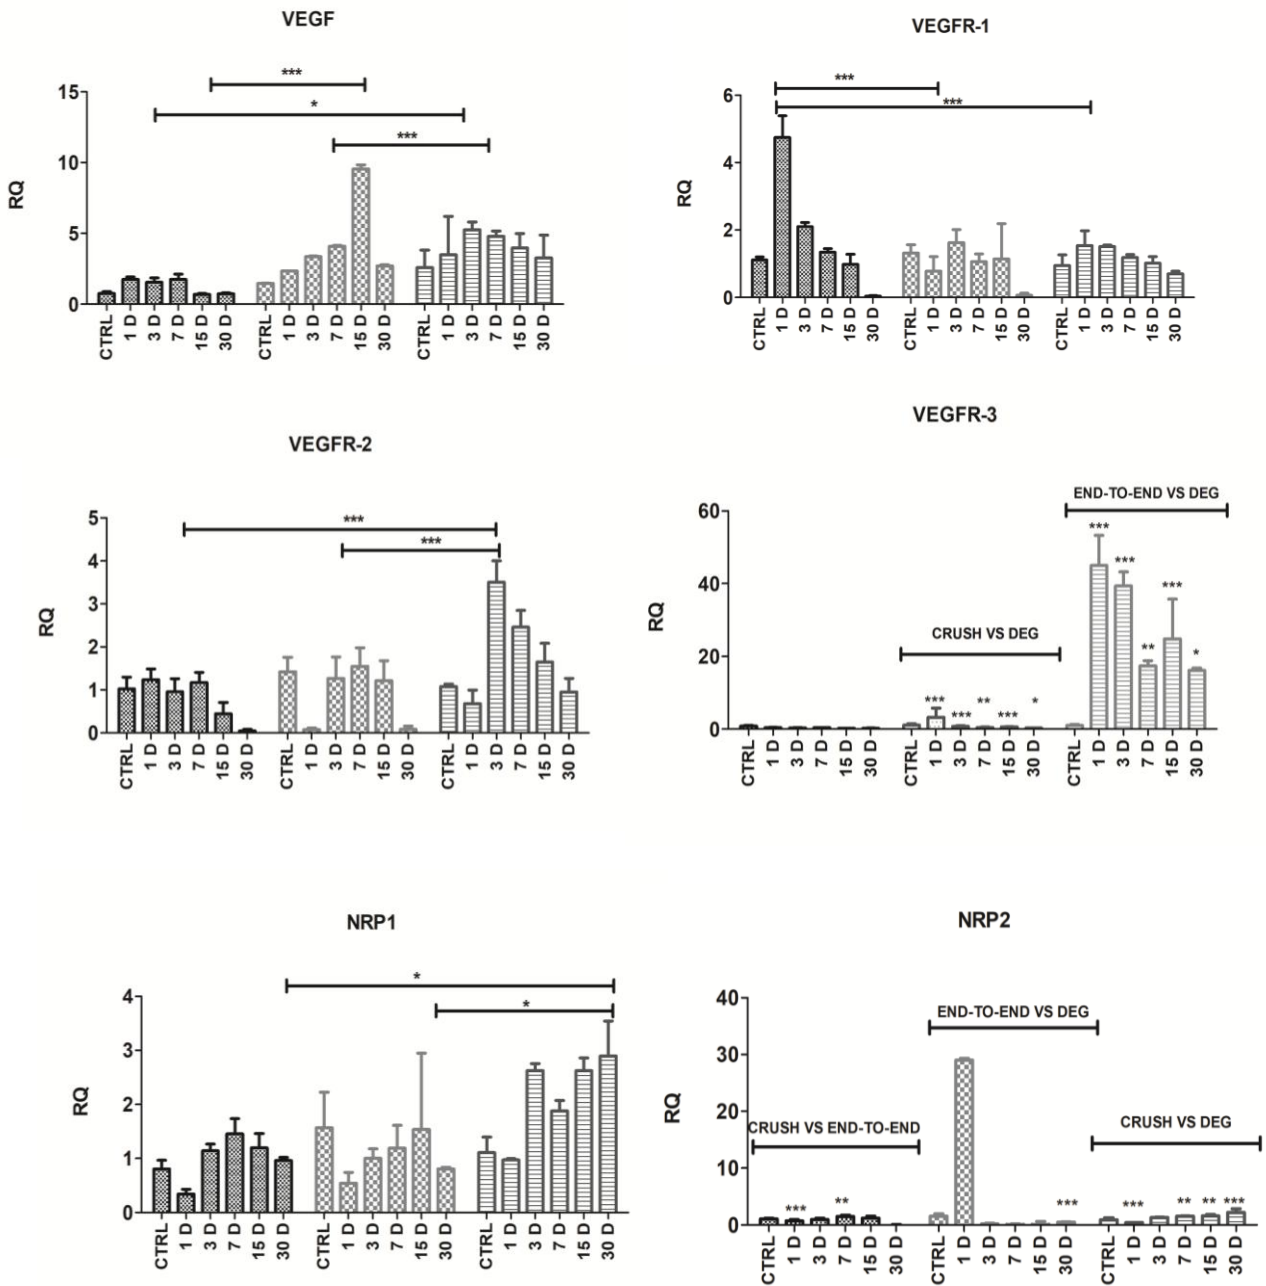 VEGF
***
*
***
15
10
5
0
RQ
CTRL
1 D
3 D
7 D
15 D
30 D
CTRL
1 D
3 D
7 D
15 D
30 D
CTRL
1 D
3 D
7 D
15 D
30 D
VEGFR-1
***
***
6
4
2
0
RQ
CTRL
1 D
3 D
7 D
15 D
30 D
CTRL
1 D
3 D
7 D
15 D
30 D
CTRL
1 D
3 D
7 D
15 D
30 D
VEGFR-2
***
***
5
4
3
2
1
0
RQ
CTRL
1 D
3 D
7 D
15 D
30 D
CTRL
1 D
3 D
7 D
15 D
30 D
CTRL
1 D
3 D
7 D
15 D
30 D
VEGFR-3
END-TO-END VS DEG
*** *** ** *** *
CRUSH VS DEG
*** *** ** *** *
60
40
20
0
RQ
CTRL
1 D
3 D
7 D
15 D
30 D
CTRL
1 D
3 D
7 D
15 D
30 D
CTRL
1 D
3 D
7 D
15 D
30 D
NRP1
*
*
4
3
2
1
0
RQ
CTRL
1 D
3 D
7 D
15 D
30 D
CTRL
1 D
3 D
7 D
15 D
30 D
CTRL
1 D
3 D
7 D
15 D
30 D
NRP2
END-TO-END VS DEG
CRUSH VS END-TO-END
CRUSH VS DEG
*** ** *** *** ** ** ***
40
30
20
10
0
RQ
CTRL
1 D
3 D
7 D
15 D
30 D
CTRL
1 D
3 D
7 D
15 D
30 D
CTRL
1 D
3 D
7 D
15 D
30 D